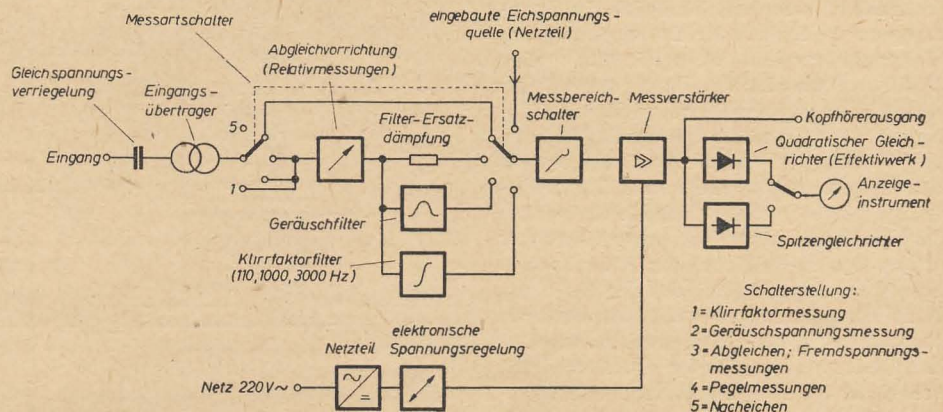 Messartschalter
eingebaute Eichspannungs-
quelle (Netzteil)
Gleichspannungs-
verriegelung
Eingangs-
übertrager
Abgleichvorrichtung
(Relativmessungen)
Filter-Ersatz-
dämpfung
Messbereich-
schalter
Messverstärker
Kopfhörerausgang
Quadratischer Gleich-
richter (Effektivwerk)
Anzeige-
instrument
Eingang
5
1
Geräuschfilter
Spitzengleichrichter
Klirrfaktorfilter
(110, 1000, 3000 Hz)
Netzteil
elektronische
Spannungsregelung
Netz 220V~
Schalterstellung:
1=Klirrfaktormessung
2=Geräuschspannungsmessung
3=Abgleichen; Fremdspannungs-
messungen
4=Pegelmessungen
5=Nacheichen